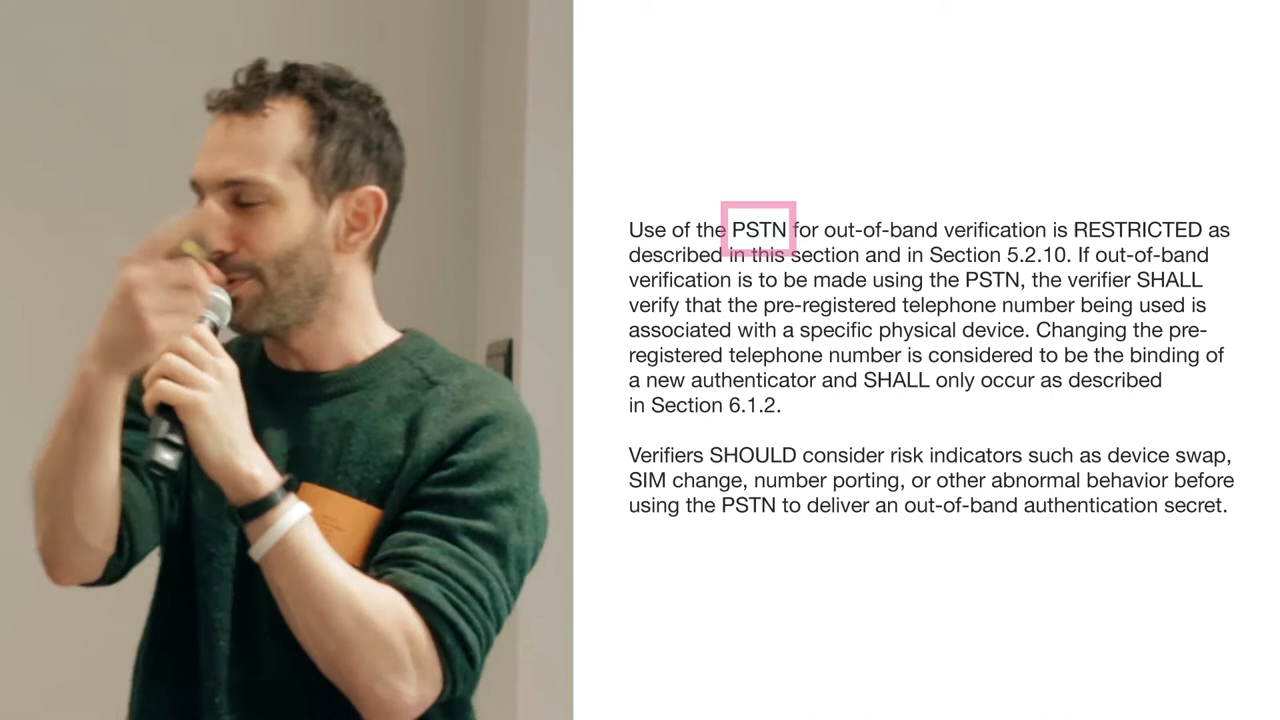 Use of the PSTN for out-of-band verification is RESTRICTED as
described in this section and in Section 5.2.10. If out-of-band
verification is to be made using the PSTN, the verifier SHALL
verify that the pre-registered telephone number being used is
associated with a specific physical device. Changing the pre-
registered telephone number is considered to be the binding of
a new authenticator and SHALL only occur as described
in Section 6.1.2.
Verifiers SHOULD consider risk indicators such as device swap,
SIM change, number porting, or other abnormal behavior before
using the PSTN to deliver an out-of-band authentication secret.